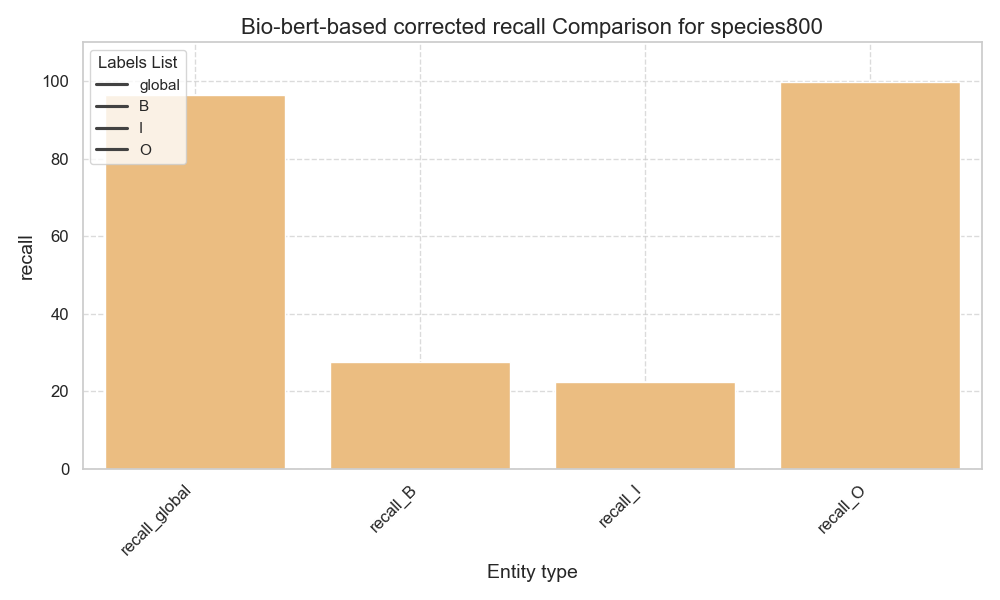 Bio-bert-based corrected recall Comparison for species800
Labels List
global
B
I
O
recall
100
80
60
40
20
0
recall_global
recall_B
recall_I
recall_O
Entity type